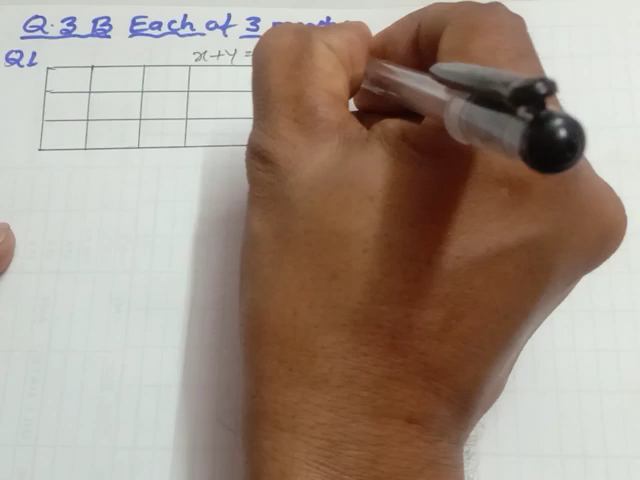 Q.3 B Each of 3
Q1
x+y =